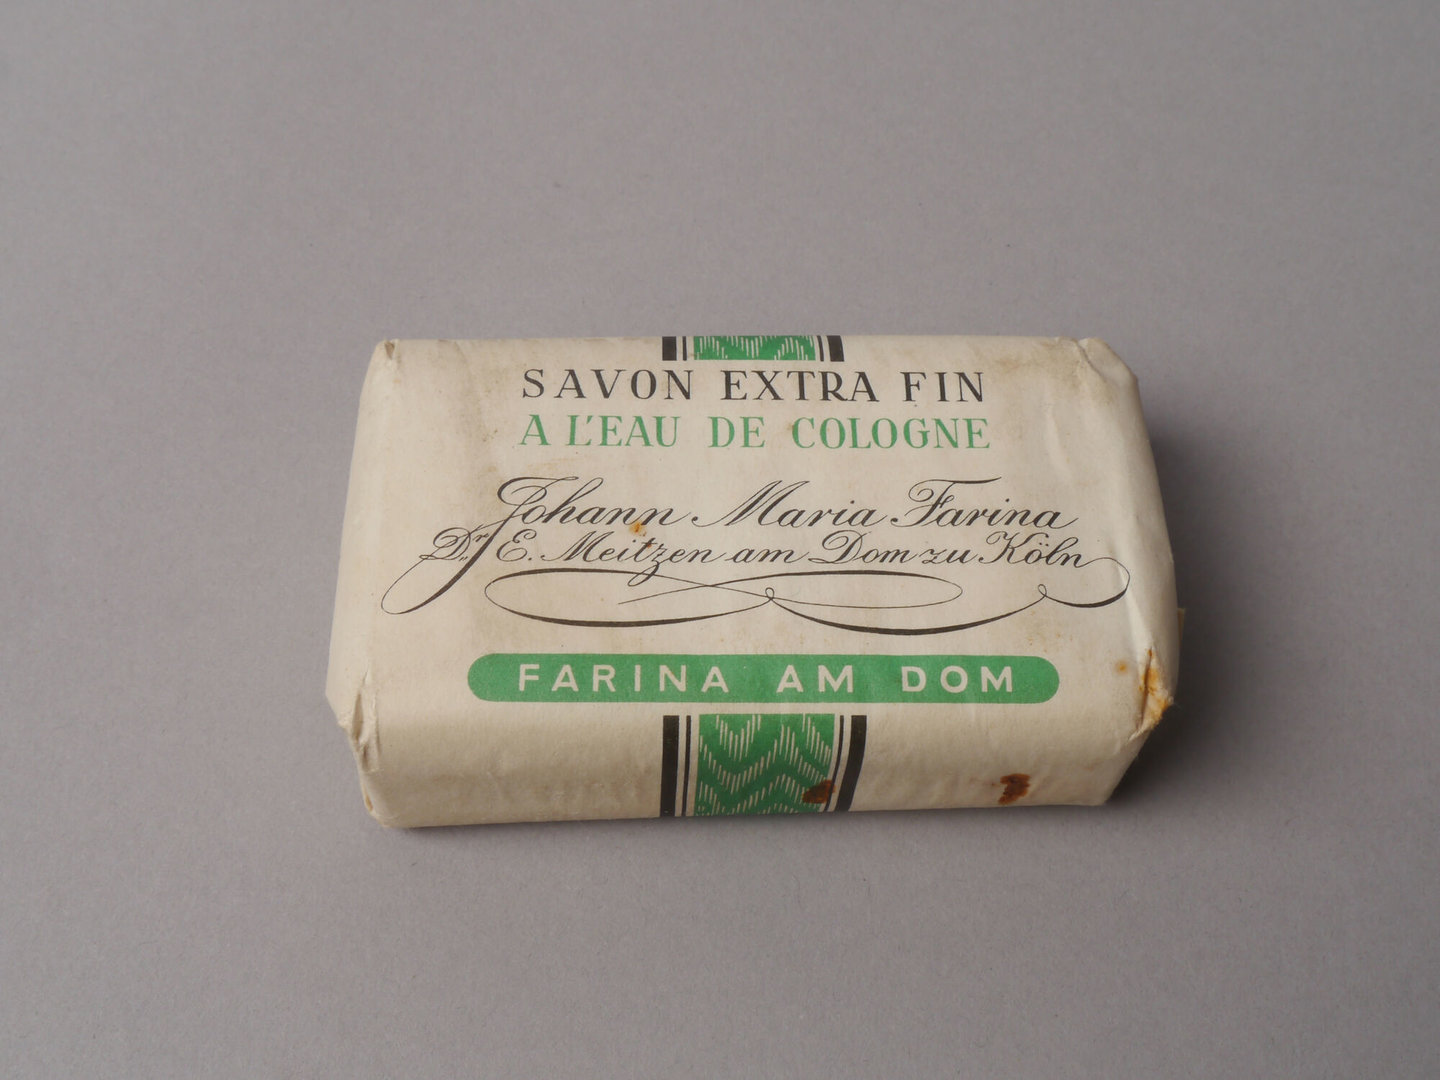 SAVON EXTRA FIN
A L'EAU DE COLOGNE
Johann Maria Farina
Dr. E. Meitzen am Dom zu Köln
FARINA AM DOM